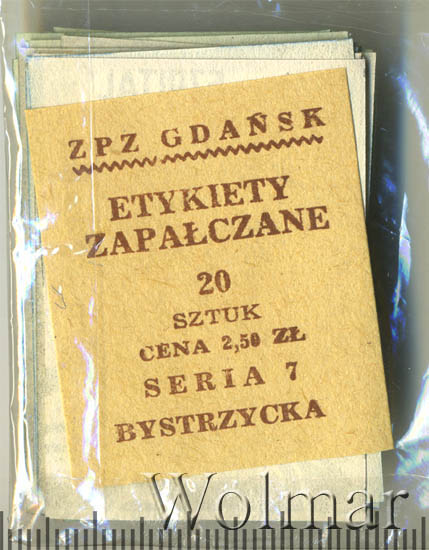 ZPZ GDAŃSK
ETYKIETY
ZAPAŁCZANE
20
SZTUK
CENA 2,50 ZŁ
SERIA 7
BYSTRZYCKA
Wolmar